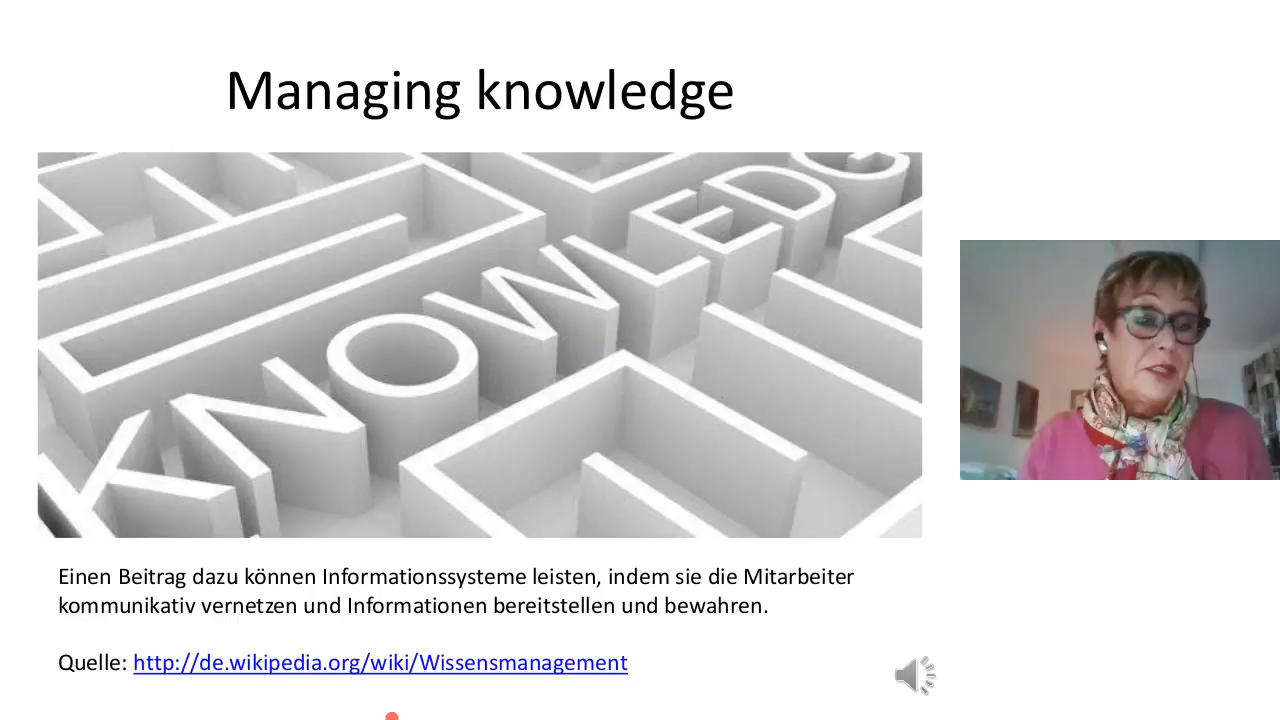 Managing knowledge
KNOWLEDG
Einen Beitrag dazu können Informationssysteme leisten, indem sie die Mitarbeiter
kommunikativ vernetzen und Informationen bereitstellen und bewahren.
Quelle: http://de.wikipedia.org/wiki/Wissensmanagement